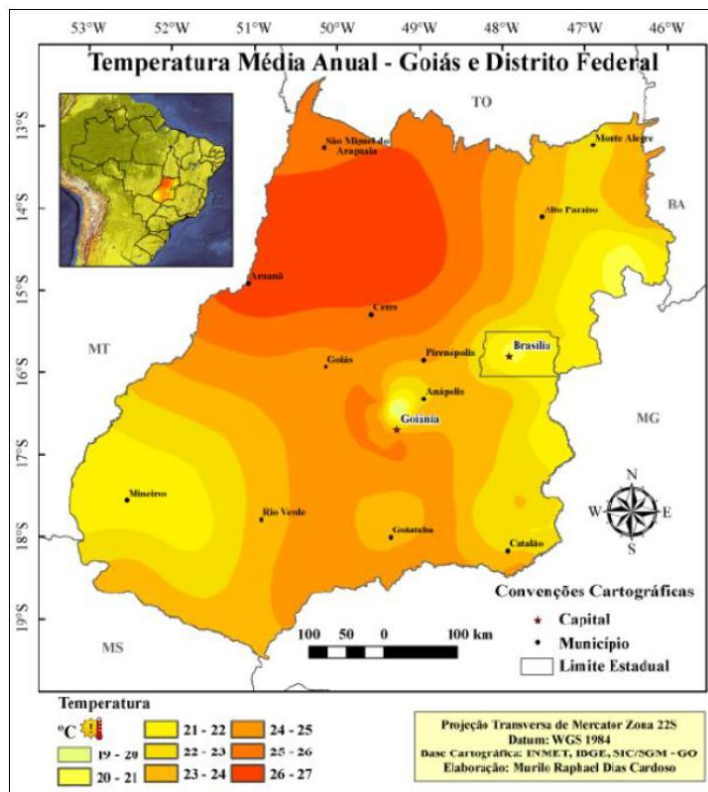 53°W 52°W 51°W 50°W 49°W 48°W 47°W 46°W
Temperatura Média Anual - Goiás e Distrito Federal
TO
13°S
São Miguel do
Araguaia
Monte Alegre
14°S
Alto Paraíso
BA
Aruanã
15°S
Ceres
MT
Goiás
Pirenópolis
Brasília
16°S
Anápolis
Goiânia
MG
17°S
Mineiros
N
W E
S
Rio Verde
Goiatuba
18°S
Catalão
Convenções Cartográficas
Capital
Município
Limite Estadual
19°S
100 50 0 100 km
MS
Temperatura
ºC
19 - 20
20 - 21
21 - 22
22 - 23
23 - 24
24 - 25
25 - 26
26 - 27
Projeção Transversa de Mercator Zona 22S
Datum: WGS 1984
Base Cartográfica: INMET, IBGE, SIC/SGM - GO
Elaboração: Murilo Raphael Dias Cardoso